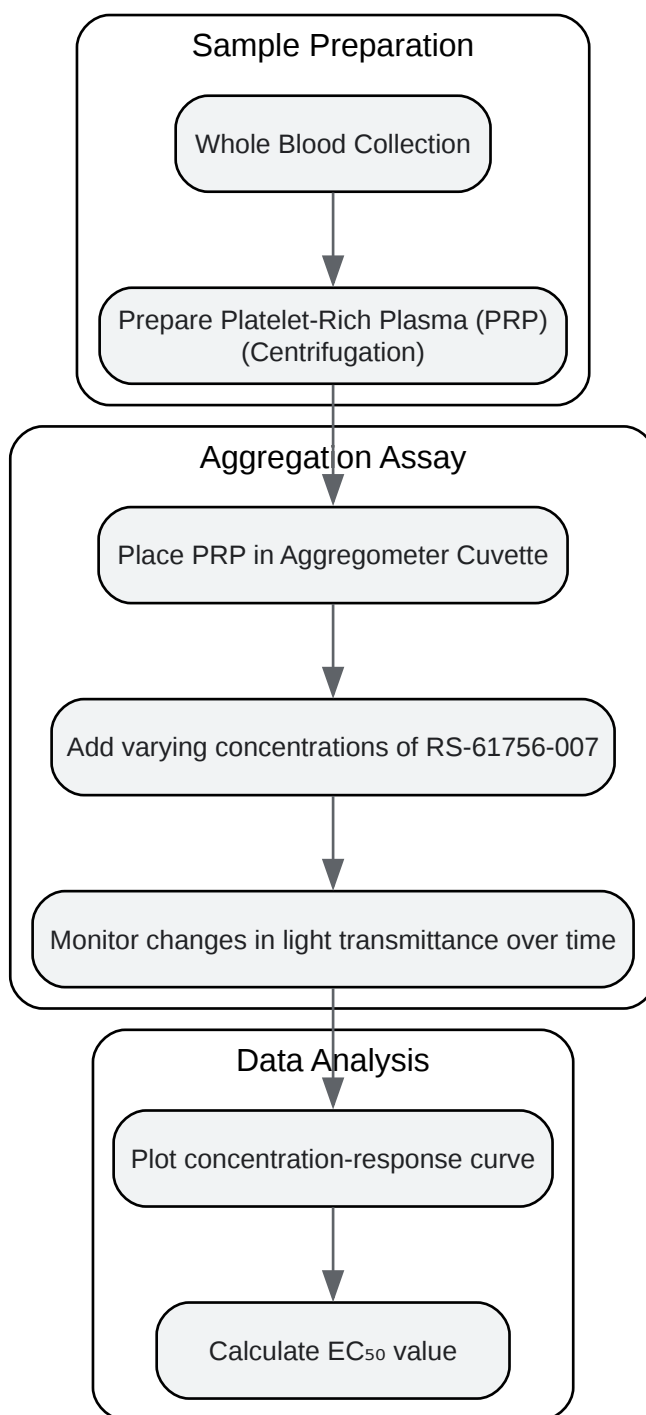 Sample Preparation
Whole Blood Collection
Prepare Platelet-Rich Plasma (PRP)
(Centrifugation)
Aggregation Assay
Place PRP in Aggregometer Cuvette
Add varying concentrations of RS-61756-007
Monitor changes in light transmittance over time
Data Analysis
Plot concentration-response curve
Calculate EC₅₀ value